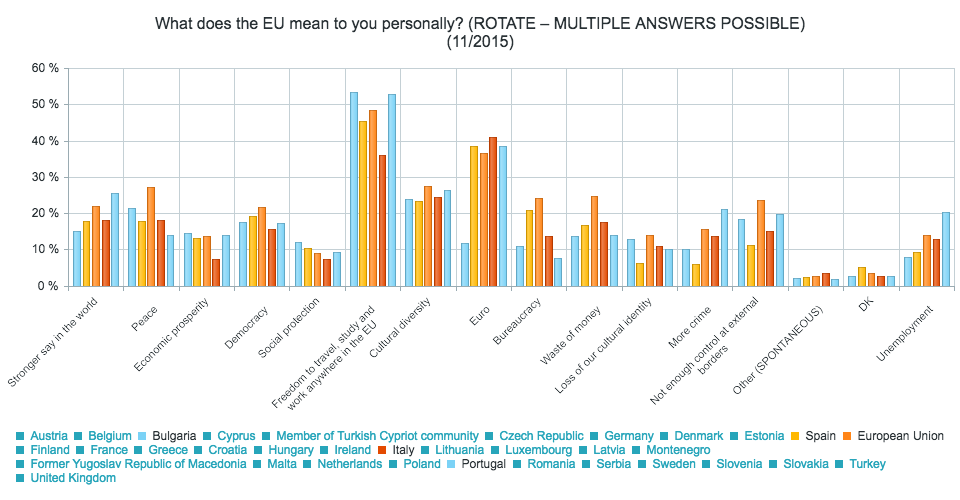 What does the EU mean to you personally? (ROTATE – MULTIPLE ANSWERS POSSIBLE)
(11/2015)
60 %
50 %
40 %
30 %
20 %
10 %
0 %
Stronger say in the world
Peace
Economic prosperity
Democracy
Social protection
Freedom to travel, study and
work anywhere in the EU
Cultural diversity
Euro
Bureaucracy
Waste of money
Loss of our cultural identity
More crime
Not enough control at external
borders
Other (SPONTANEOUS)
DK
Unemployment
Austria Belgium Bulgaria Cyprus Member of Turkish Cypriot community Czech Republic Germany Denmark Estonia Spain European Union
Finland France Greece Croatia Hungary Ireland Italy Lithuania Luxembourg Latvia Montenegro
Former Yugoslav Republic of Macedonia Malta Netherlands Poland Portugal Romania Serbia Sweden Slovenia Slovakia Turkey
United Kingdom